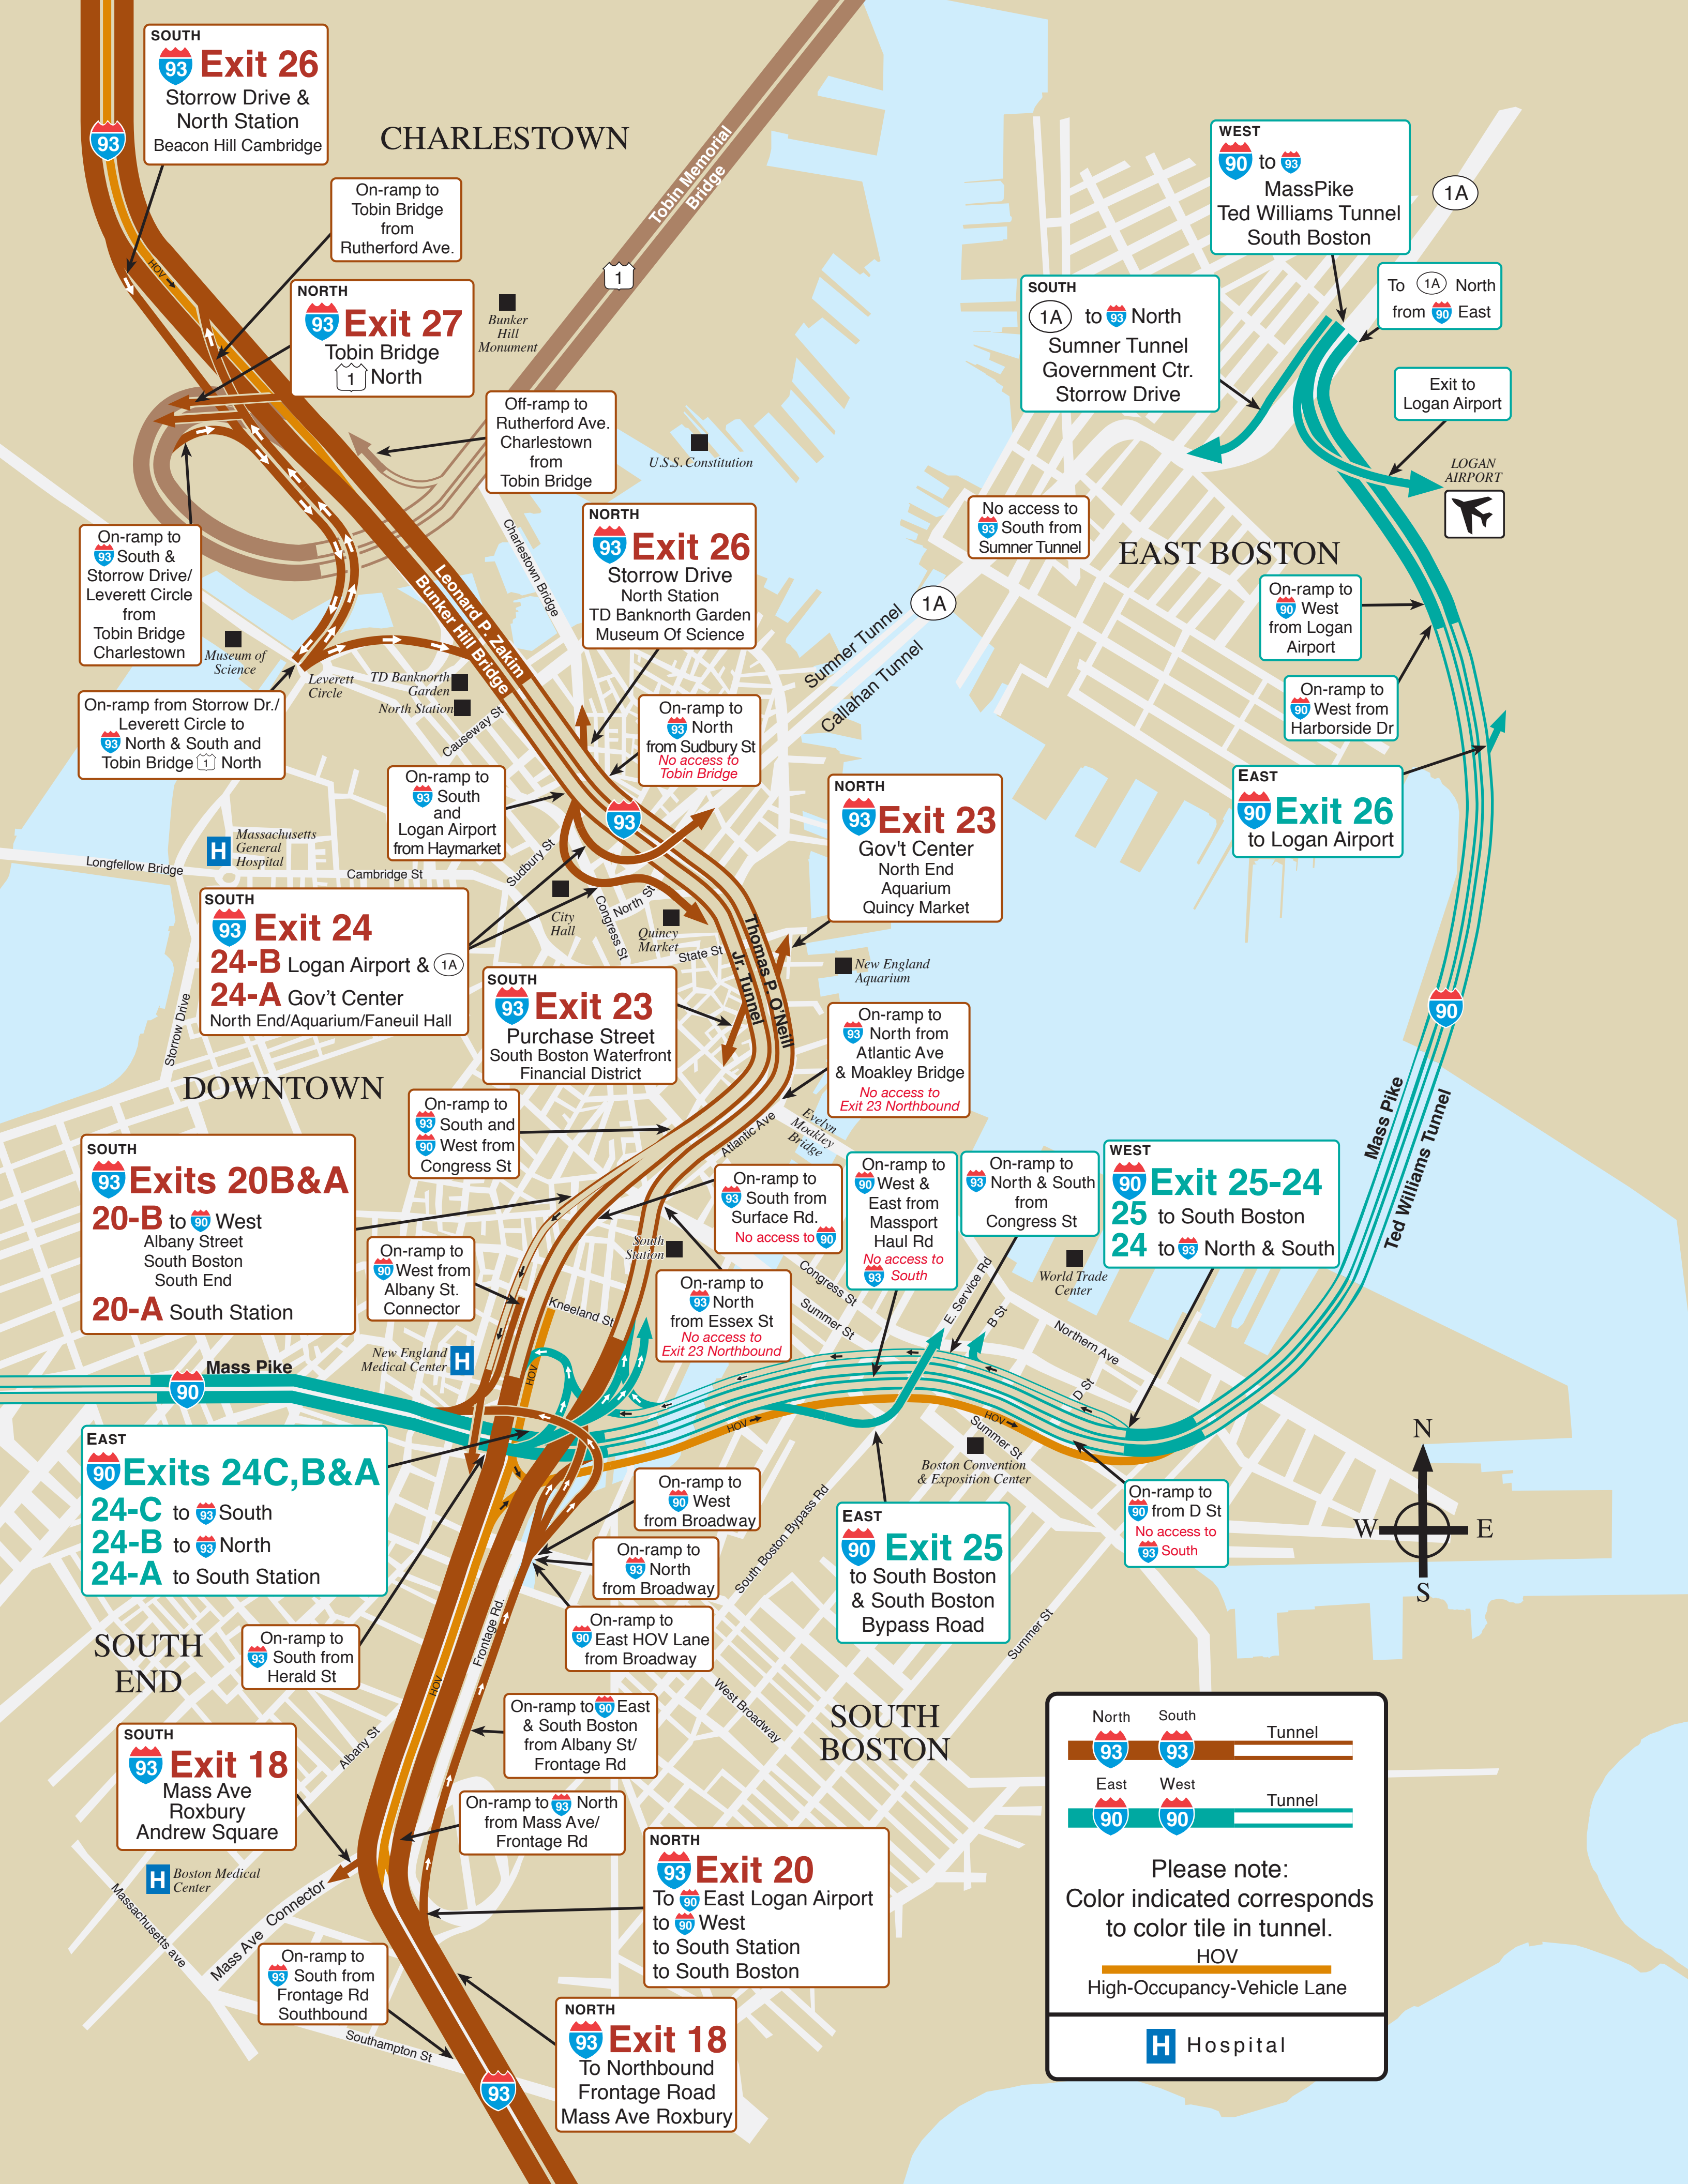 SOUTH
93 Exit 26
Storrow Drive &
North Station
Beacon Hill Cambridge
93
CHARLESTOWN
On-ramp to
Tobin Bridge
from
Rutherford Ave.
HOV
Tobin Memorial
Bridge
1
NORTH
93 Exit 27
Tobin Bridge
1 North
Bunker
Hill
Monument
Off-ramp to
Rutherford Ave.
Charlestown
from
Tobin Bridge
U.S.S. Constitution
WEST
90 to 93
MassPike
Ted Williams Tunnel
South Boston
1A
To 1A North
from 90 East
SOUTH
1A to 93 North
Sumner Tunnel
Government Ctr.
Storrow Drive
Exit to
Logan Airport
LOGAN
AIRPORT
No access to
93 South from
Sumner Tunnel
EAST BOSTON
On-ramp to
90 West
from Logan
Airport
On-ramp to
90 West from
Harborside Dr
EAST
90 Exit 26
to Logan Airport
On-ramp to
93 South &
Storrow Drive/
Leverett Circle
from
Tobin Bridge
Charlestown
Charlestown Bridge
NORTH
93 Exit 26
Storrow Drive
North Station
TD Banknorth Garden
Museum Of Science
Leonard P. Zakim
Bunker Hill Bridge
1A
Sumner Tunnel
Callahan Tunnel
Museum of
Science
Leverett
Circle
TD Banknorth
Garden
North Station
Causeway St
On-ramp from Storrow Dr./
Leverett Circle to
93 North & South and
Tobin Bridge 1 North
On-ramp to
93 North
from Sudbury St
No access to
Tobin Bridge
On-ramp to
93 South
and
Logan Airport
from Haymarket
93
NORTH
93 Exit 23
Gov't Center
North End
Aquarium
Quincy Market
H
Massachusetts
General
Hospital
Longfellow Bridge
Cambridge St
Sudbury St
City
Hall
Congress St
North St
Quincy
Market
State St
SOUTH
93 Exit 24
24-B Logan Airport & 1A
24-A Gov't Center
North End/Aquarium/Faneuil Hall
Thomas P. O'Neill
Jr. Tunnel
New England
Aquarium
SOUTH
93 Exit 23
Purchase Street
South Boston Waterfront
Financial District
On-ramp to
93 North from
Atlantic Ave
& Moakley Bridge
No access to
Exit 23 Northbound
Storrow Drive
DOWNTOWN
90
Mass Pike
Ted Williams Tunnel
On-ramp to
93 South and
90 West from
Congress St
Atlantic Ave
Evelyn
Moakley
Bridge
SOUTH
93 Exits 20B&A
20-B to 90 West
Albany Street
South Boston
South End
20-A South Station
On-ramp to
93 South from
Surface Rd.
No access to 90
On-ramp to
90 West &
East from
Massport
Haul Rd
No access to
93 South
On-ramp to
93 North & South
from
Congress St
WEST
90 Exit 25-24
25 to South Boston
24 to 93 North & South
On-ramp to
90 West from
Albany St.
Connector
South
Station
On-ramp to
93 North
from Essex St
No access to
Exit 23 Northbound
Congress St
Summer St
E. Service Rd
B St
World Trade
Center
Northern Ave
Kneeland St
New England
Medical Center
H
HOV
Mass Pike
90
D St
HOV
HOV
Summer St
Boston Convention
& Exposition Center
EAST
90 Exits 24C,B&A
24-C to 93 South
24-B to 93 North
24-A to South Station
On-ramp to
90 West
from Broadway
South Boston Bypass Rd
EAST
90 Exit 25
to South Boston
& South Boston
Bypass Road
On-ramp to
90 from D St
No access to
93 South
N
W
E
S
On-ramp to
93 North
from Broadway
On-ramp to
90 East HOV Lane
from Broadway
Frontage Rd.
HOV
SOUTH
END
On-ramp to
93 South from
Herald St
Summer St
West Broadway
On-ramp to 90 East
& South Boston
from Albany St/
Frontage Rd
SOUTH
BOSTON
SOUTH
93 Exit 18
Mass Ave
Roxbury
Andrew Square
Albany St
On-ramp to 93 North
from Mass Ave/
Frontage Rd
H
Boston Medical
Center
Massachusetts ave
Mass Ave Connector
NORTH
93 Exit 20
To 90 East Logan Airport
to 90 West
to South Station
to South Boston
On-ramp to
93 South from
Frontage Rd
Southbound
Southampton St
93
NORTH
93 Exit 18
To Northbound
Frontage Road
Mass Ave Roxbury
North South
93 93 Tunnel
East West
90 90 Tunnel
Please note:
Color indicated corresponds
to color tile in tunnel.
HOV
High-Occupancy-Vehicle Lane
H Hospital